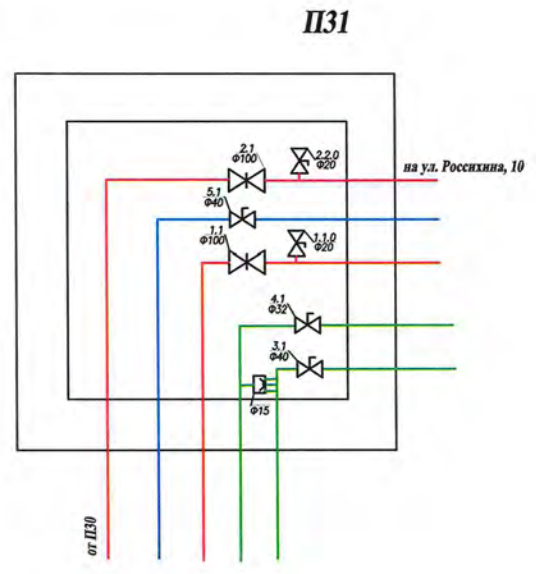 П31
2.1
Ф100
2.2.0
Ф20
на ул. Россихина, 10
5.1
Ф40
1.1
Ф100
1.1.0
Ф20
4.1
Ф32
3.1
Ф40
Ф15
от П30